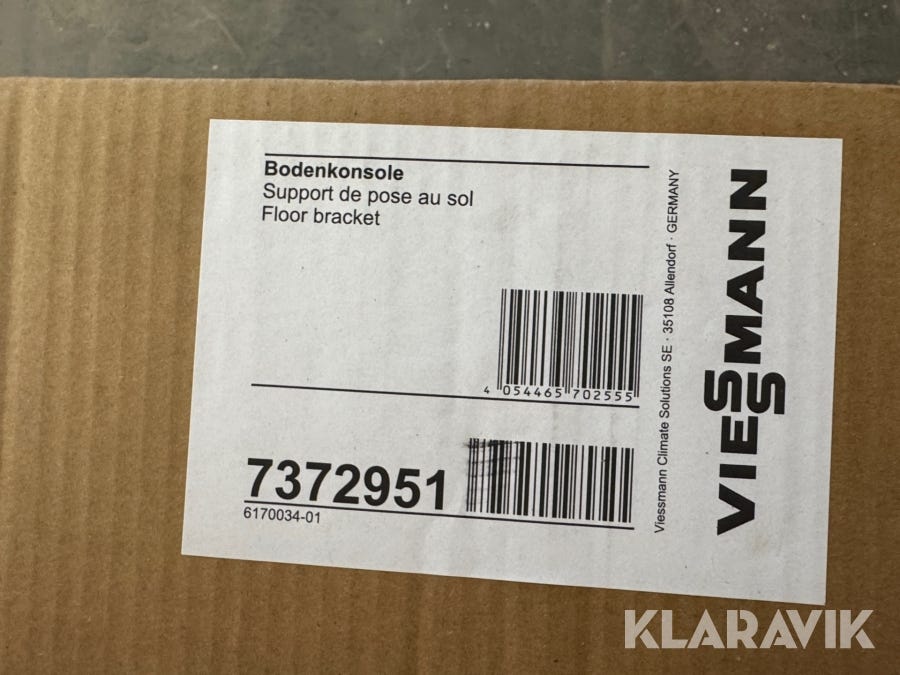 Bodenkonsole
Support de pose au sol
Floor bracket
4 054465 702555
7372951
6170034-01
Viessmann Climate Solutions SE · 35108 Allendorf · GERMANY
VIESSMANN
KLARAVIK